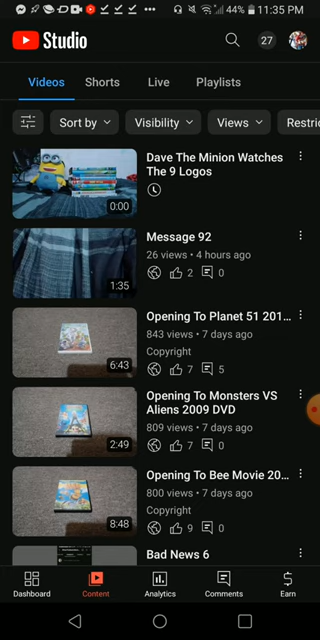 44% 11:35 PM
Studio
27
Videos Shorts Live Playlists
Sort by Visibility Views Restric
Dave The Minion Watches
The 9 Logos
0:00
Message 92
26 views • 4 hours ago
2 0
1:35
Opening To Planet 51 201...
843 views • 7 days ago
Copyright
7 5
6:43
Opening To Monsters VS
Aliens 2009 DVD
809 views • 7 days ago
7 0
2:49
Opening To Bee Movie 20...
800 views • 7 days ago
Copyright
9 0
8:48
Bad News 6
Dashboard Content Analytics Comments Earn